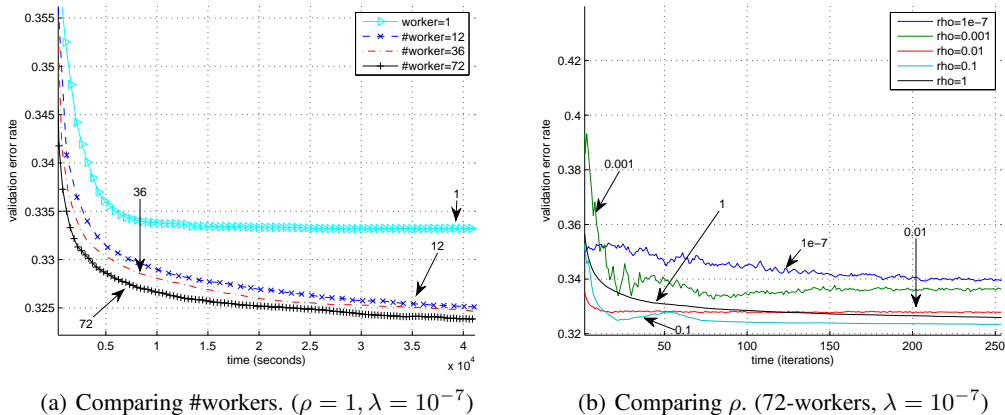 0.355
0.35
0.345
0.34
0.335
0.33
0.325
validation error rate
worker=1
#worker=12
#worker=36
#worker=72
36
1
12
72
0.5
1
1.5
2
2.5
3
3.5
4
x 10⁴
time (seconds)
(a) Comparing #workers. (ρ = 1, λ = 10⁻⁷)
0.42
0.4
0.38
0.36
0.34
0.32
validation error rate
rho=1e-7
rho=0.001
rho=0.01
rho=0.1
rho=1
0.001
1
1e-7
0.01
0.1
50
100
150
200
250
time (iterations)
(b) Comparing ρ. (72-workers, λ = 10⁻⁷)